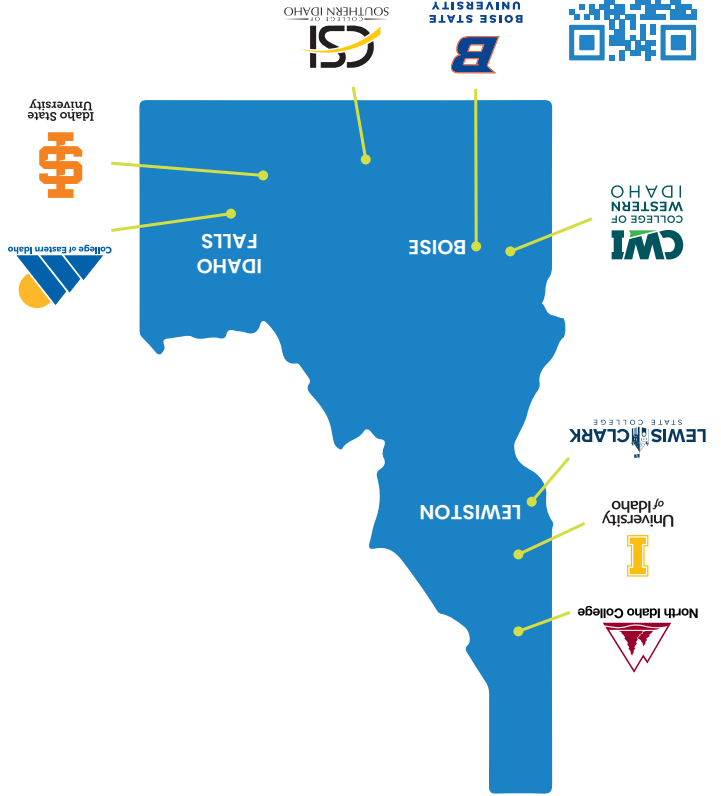 North Idaho College
I
University
of Idaho
LEWISTON
LEWIS CLARK
STATE COLLEGE
CWI
COLLEGE OF
WESTERN
IDAHO
BOISE
IDAHO
FALLS
College of Eastern Idaho
IS
Idaho State
University
B
BOISE STATE
UNIVERSITY
CSI
COLLEGE OF
SOUTHERN IDAHO